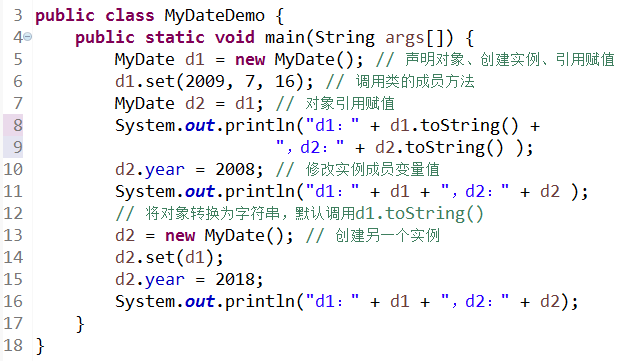 3 public class MyDateDemo {
4 public static void main(String args[]) {
5 MyDate d1 = new MyDate(); // 声明对象、创建实例、引用赋值
6 d1.set(2009, 7, 16); // 调用类的成员方法
7 MyDate d2 = d1; // 对象引用赋值
8 System.out.println("d1：" + d1.toString() +
9 "，d2：" + d2.toString() );
10 d2.year = 2008; // 修改实例成员变量值
11 System.out.println("d1：" + d1 + "，d2：" + d2 );
12 // 将对象转换为字符串，默认调用d1.toString()
13 d2 = new MyDate(); // 创建另一个实例
14 d2.set(d1);
15 d2.year = 2018;
16 System.out.println("d1：" + d1 + "，d2：" + d2);
17 }
18 }